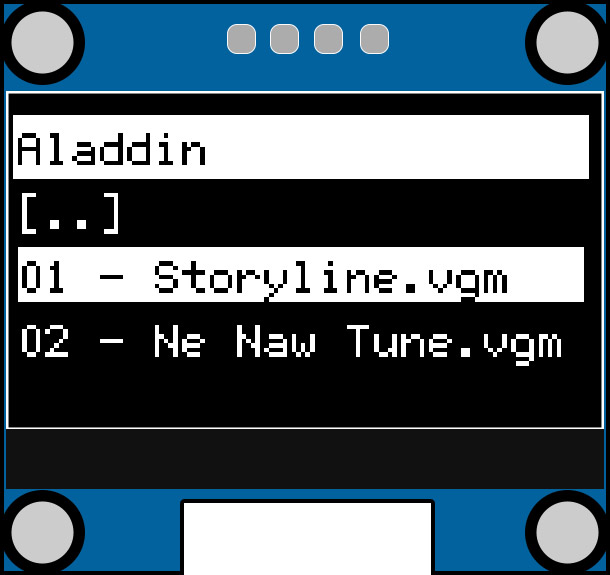 Aladdin
[..]
01 - Storyline.vgm
02 - Ne Naw Tune.vgm